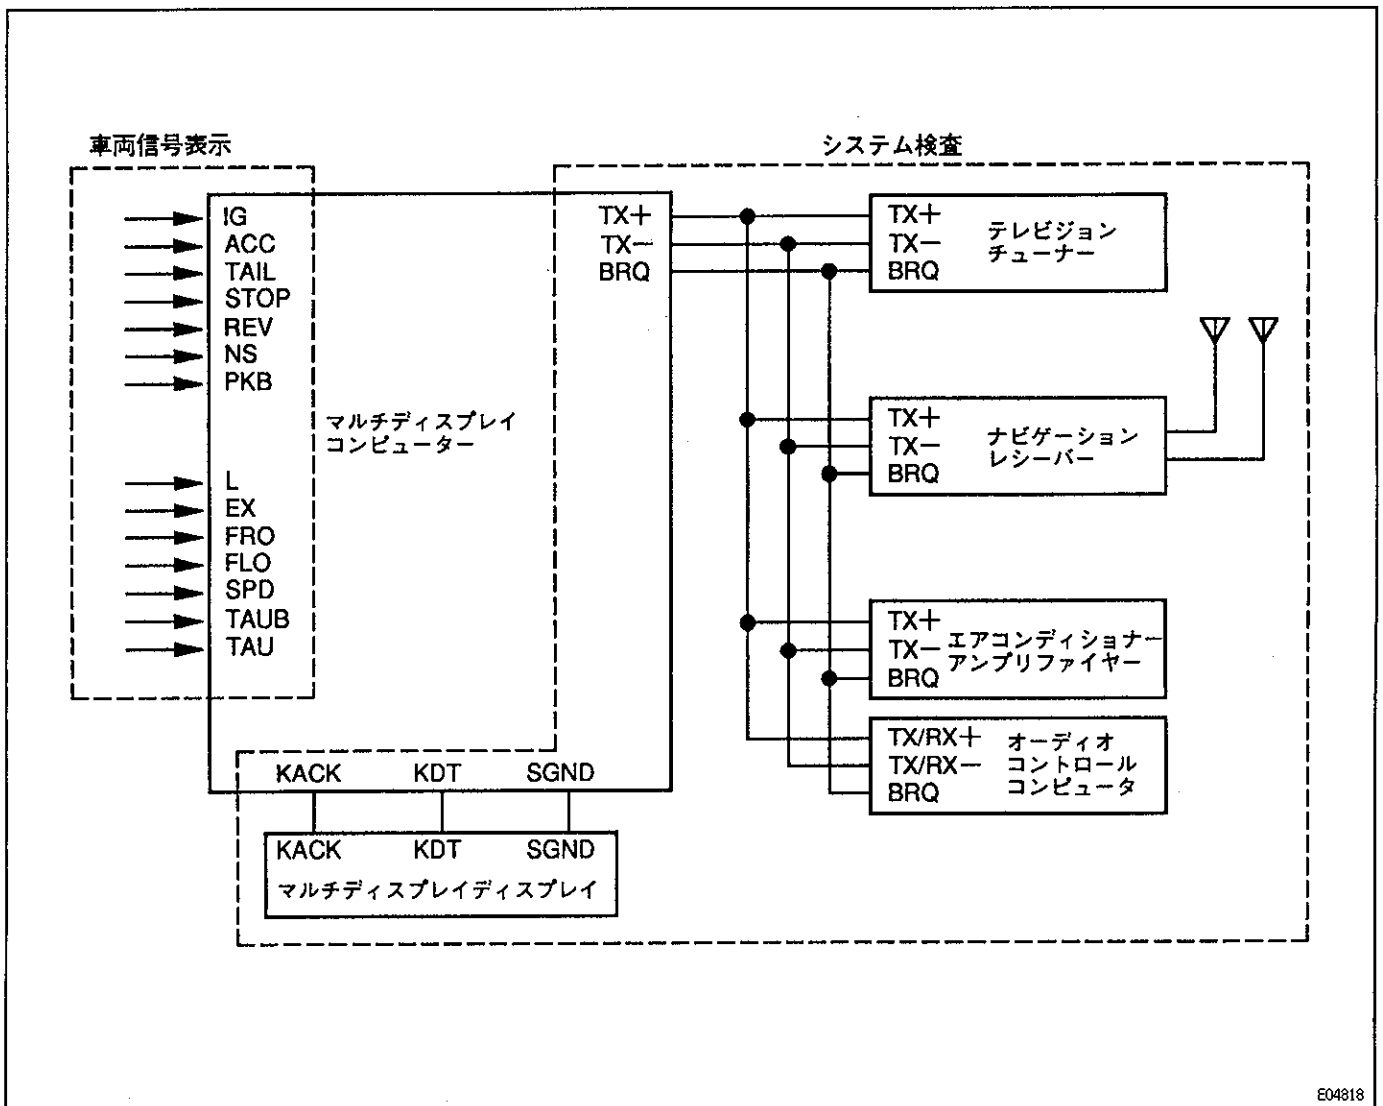 車両信号表示
システム検査
IG
ACC
TAIL
STOP
REV
NS
PKB
L
EX
FRO
FLO
SPD
TAUB
TAU
マルチディスプレイ
コンピューター
TX+
TX−
BRQ
KACK KDT SGND
KACK KDT SGND
マルチディスプレイディスプレイ
TX+
TX−
BRQ
テレビジョン
チューナー
TX+
TX−
BRQ
ナビゲーション
レシーバー
TX+
TX−
BRQ
エアコンディショナー
アンプリファイヤー
TX/RX+
TX/RX−
BRQ
オーディオ
コントロール
コンピュータ
E04818